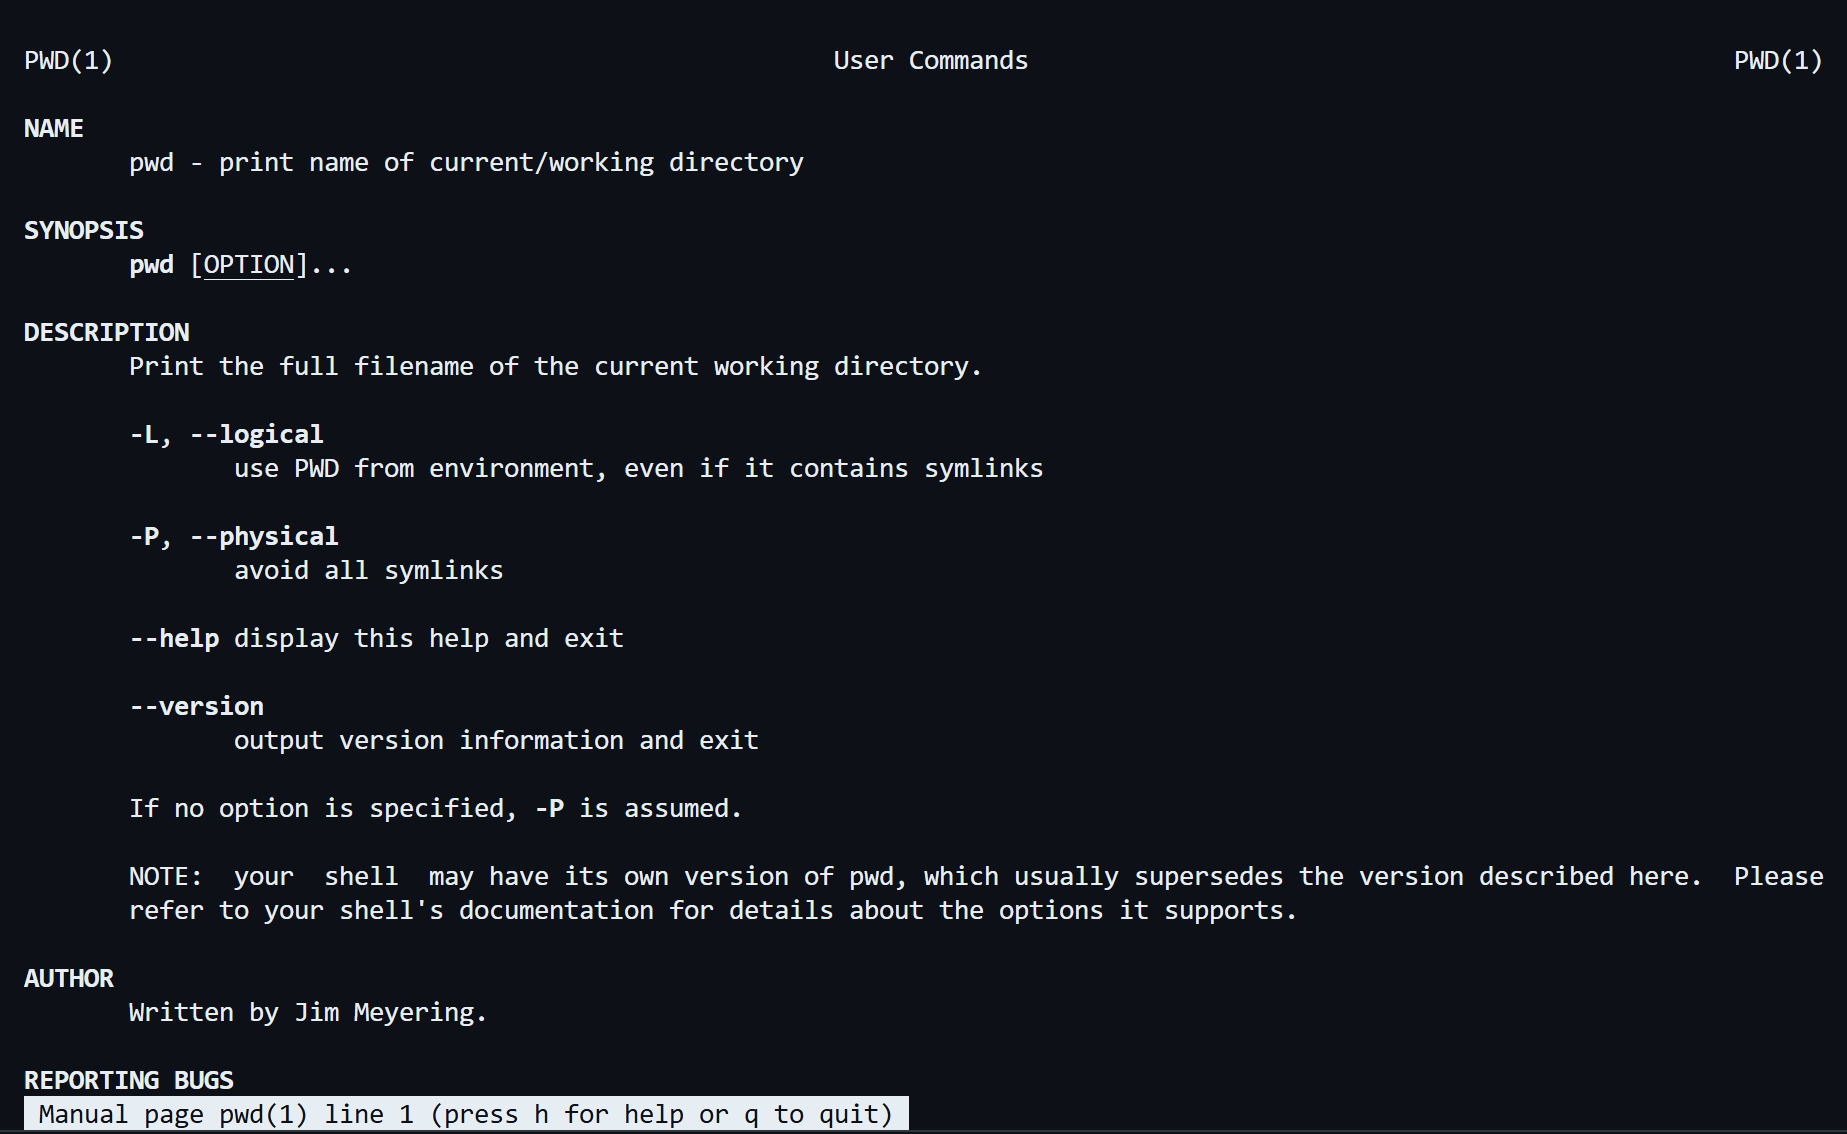 PWD(1) User Commands PWD(1)
NAME
pwd - print name of current/working directory
SYNOPSIS
pwd [OPTION]...
DESCRIPTION
Print the full filename of the current working directory.
-L, --logical
use PWD from environment, even if it contains symlinks
-P, --physical
avoid all symlinks
--help display this help and exit
--version
output version information and exit
If no option is specified, -P is assumed.
NOTE:  your  shell  may have its own version of pwd, which usually supersedes the version described here.  Please
refer to your shell's documentation for details about the options it supports.
AUTHOR
Written by Jim Meyering.
REPORTING BUGS
Manual page pwd(1) line 1 (press h for help or q to quit)